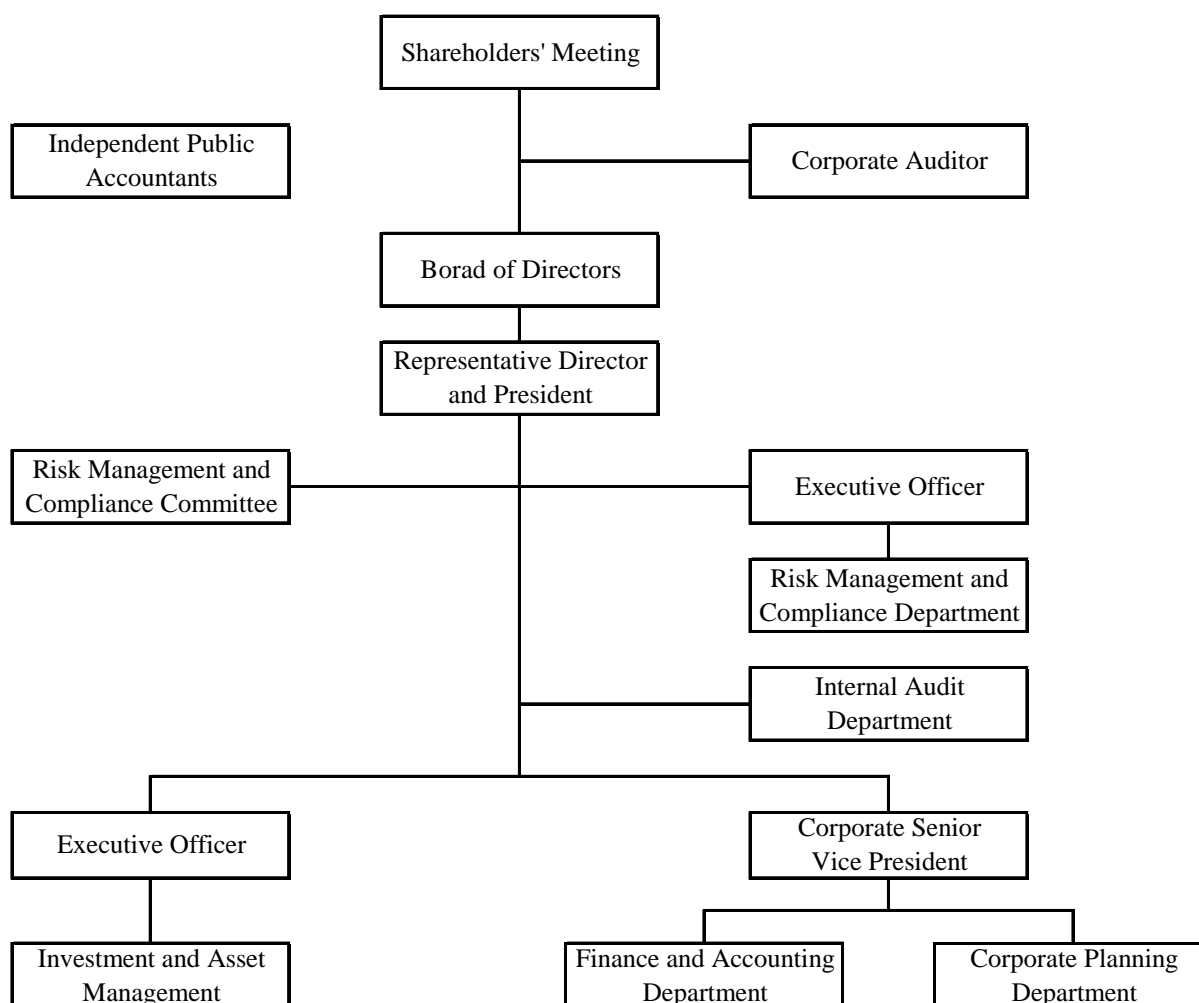 Shareholders' Meeting
Independent Public
Accountants
Corporate Auditor
Borad of Directors
Representative Director
and President
Risk Management and
Compliance Committee
Executive Officer
Risk Management and
Compliance Department
Internal Audit
Department
Executive Officer
Corporate Senior
Vice President
Investment and Asset
Management
Finance and Accounting
Department
Corporate Planning
Department